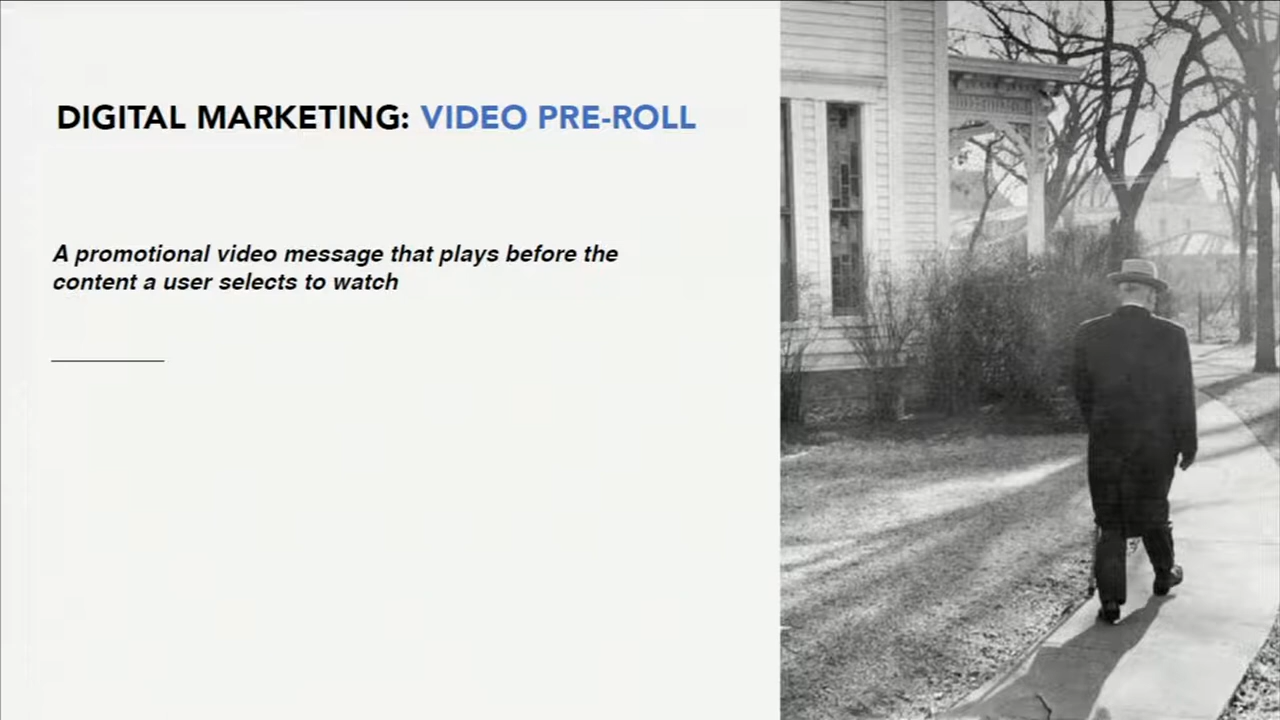 DIGITAL MARKETING: VIDEO PRE-ROLL
A promotional video message that plays before the
content a user selects to watch